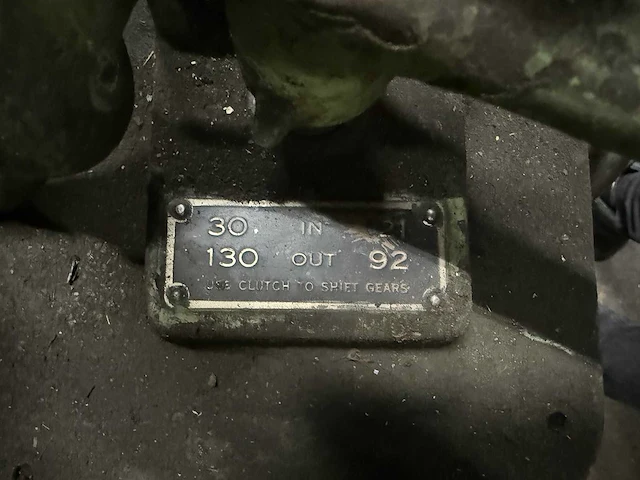 30 IN
130 OUT 92
USE CLUTCH TO SHIFT GEARS